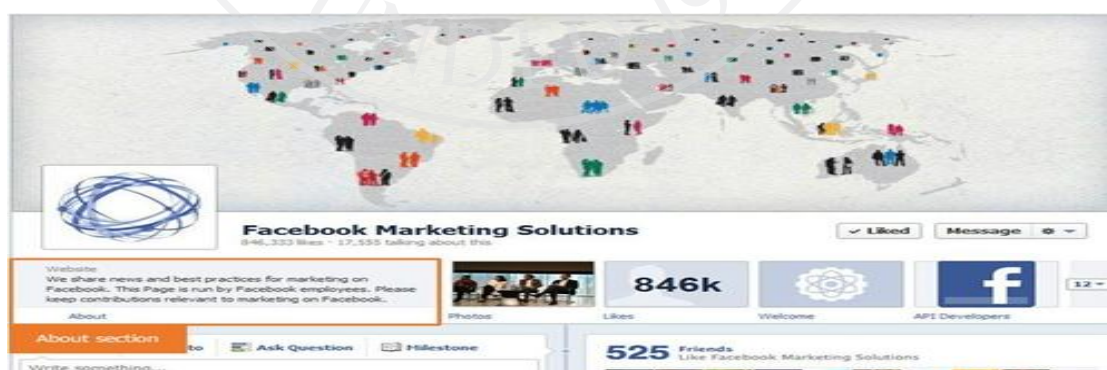 Facebook Marketing Solutions
846,333 likes · 17,555 talking about this
✓ Liked
Message
Website
We share news and best practices for marketing on
Facebook. This Page is run by Facebook employees. Please
keep contributions relevant to marketing on Facebook.
About
Photos
846k
Likes
Welcome
f
API Developers
12
About section
to
Ask Question
Milestone
Write something...
525 Friends
Like Facebook Marketing Solutions